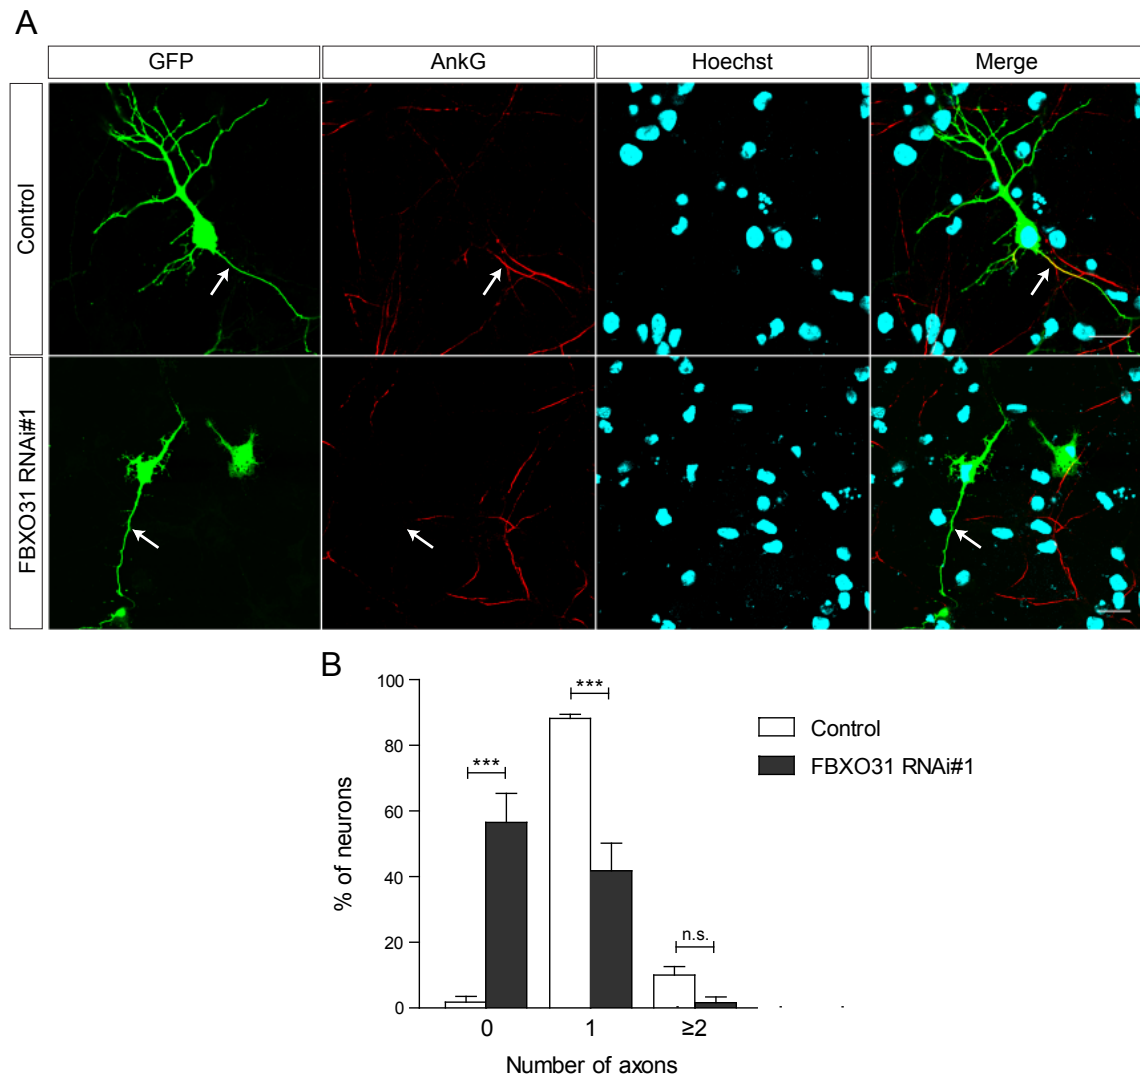 A
GFP AnkG Hoechst Merge
Control
FBXO31 RNAi#1
B
100
80
60
40
20
0
% of neurons
***
***
n.s.
Control
FBXO31 RNAi#1
0 1 ≥2
Number of axons